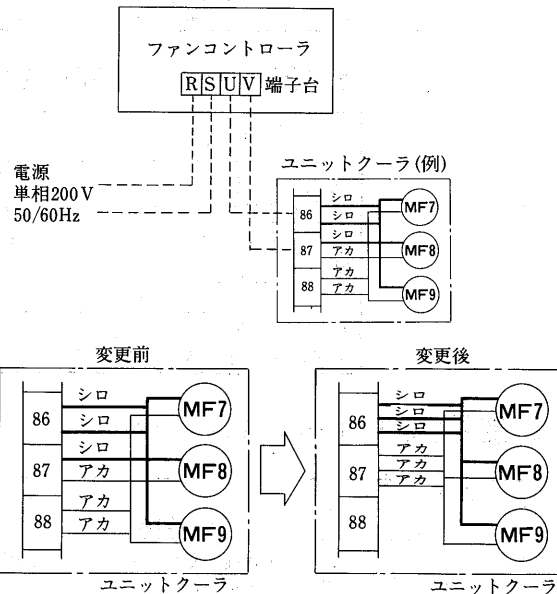 ファンコントローラ
R S U V 端子台
電源
単相200V
50/60Hz
ユニットクーラ(例)
86
87
88
シロ
シロ
シロ
アカ
アカ
アカ
MF7
MF8
MF9
変更前
86
87
88
シロ
シロ
シロ
アカ
アカ
アカ
MF7
MF8
MF9
ユニットクーラ
変更後
86
87
88
シロ
シロ
シロ
アカ
アカ
アカ
MF7
MF8
MF9
ユニットクーラ